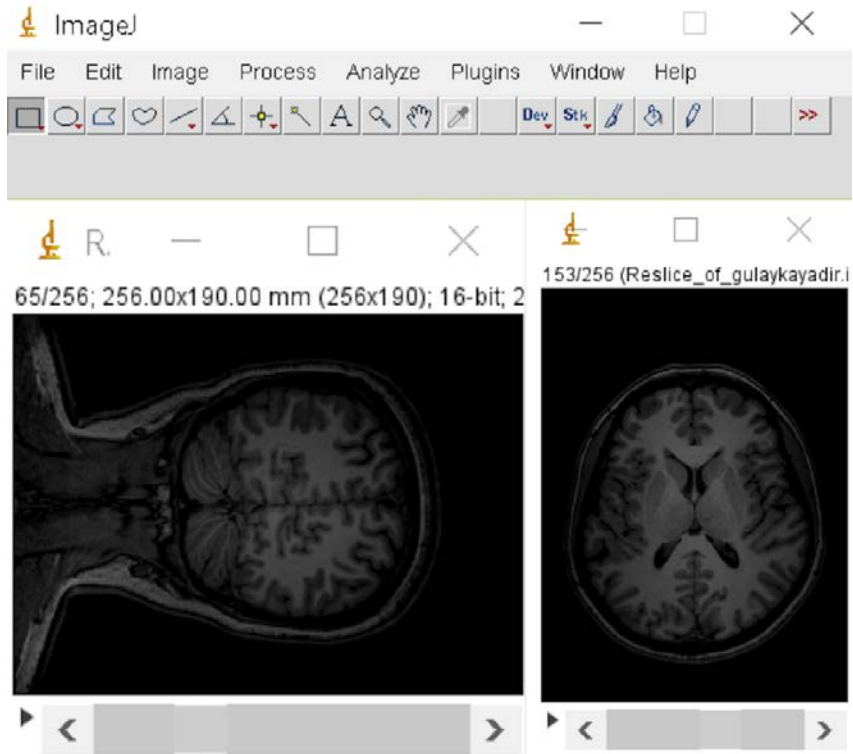 ImageJ
File Edit Image Process Analyze Plugins Window Help
A Dev Stk >>
R.
65/256; 256.00x190.00 mm (256x190); 16-bit; 2
153/256 (Reslice_of_gulaykayadir.i